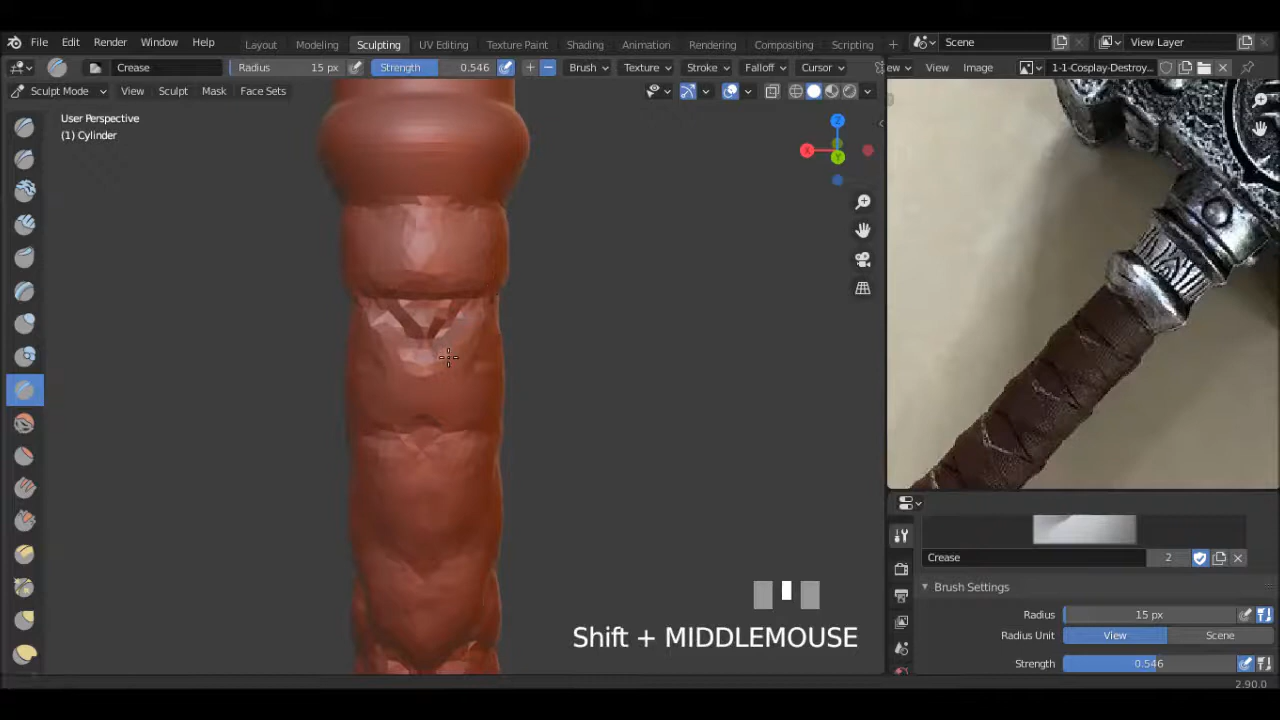 File Edit Render Window Help Layout Modeling Sculpting UV Editing Texture Paint Shading Animation Rendering Compositing Scripting Scene View Layer
Crease Radius 15 px Strength 0.546 Brush Texture Stroke Falloff Cursor View Image 1-1-Cosplay-Destroy...
Sculpt Mode View Sculpt Mask Face Sets
User Perspective
(1) Cylinder
Z
X
Y
Crease 2
Brush Settings
Radius 15 px
Radius Unit View Scene
Strength 0.546
Shift + MIDDLEMOUSE
2.90.0